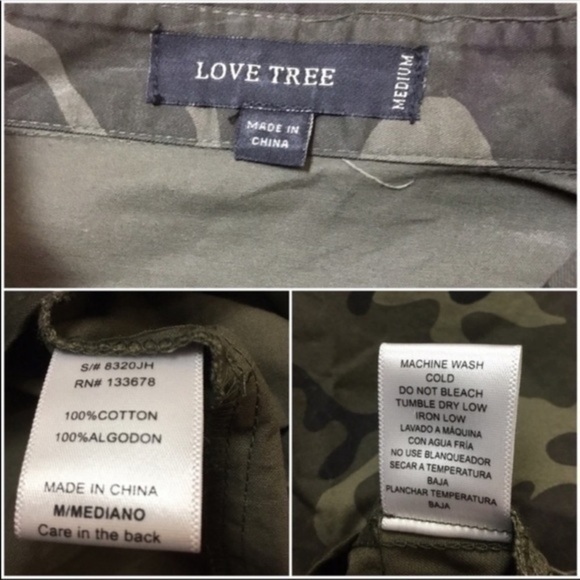 LOVE TREE
MEDIUM
MADE IN
CHINA
S/# 8320JH
RN# 133678
100%COTTON
100%ALGODON
MADE IN CHINA
M/MEDIANO
Care in the back
MACHINE WASH
COLD
DO NOT BLEACH
TUMBLE DRY LOW
IRON LOW
LAVADO A MÁQUINA
CON AGUA FRÍA
NO USE BLANQUEADOR
SECAR A TEMPERATURA
BAJA
PLANCHAR TEMPERATURA
BAJA